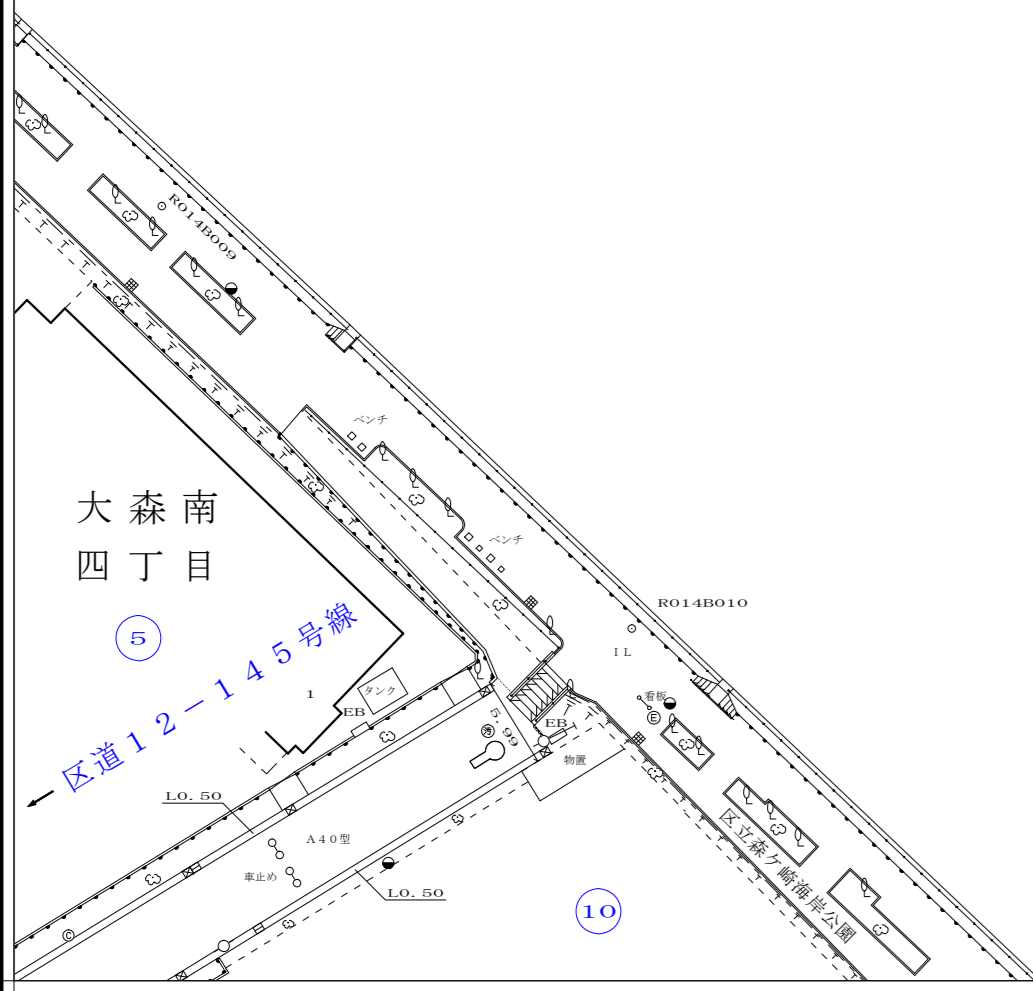 R014B009
ベンチ
大森南
四丁目
ベンチ
R014B010
5
IL
区道12-145号線
1
タンク
EB
看板
E
5.99
EB
物置
L0.50
A40型
車止め
L0.50
区立森ケ崎海岸公園
10
C